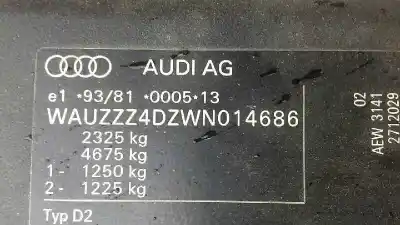 AUDI AG
e1 *93/81 *0005*13
WAUZZZ4DZWN014686
2325 kg
4675 kg
1- 1250 kg
2- 1225 kg
Typ D2
02
AEW 3141
2712029